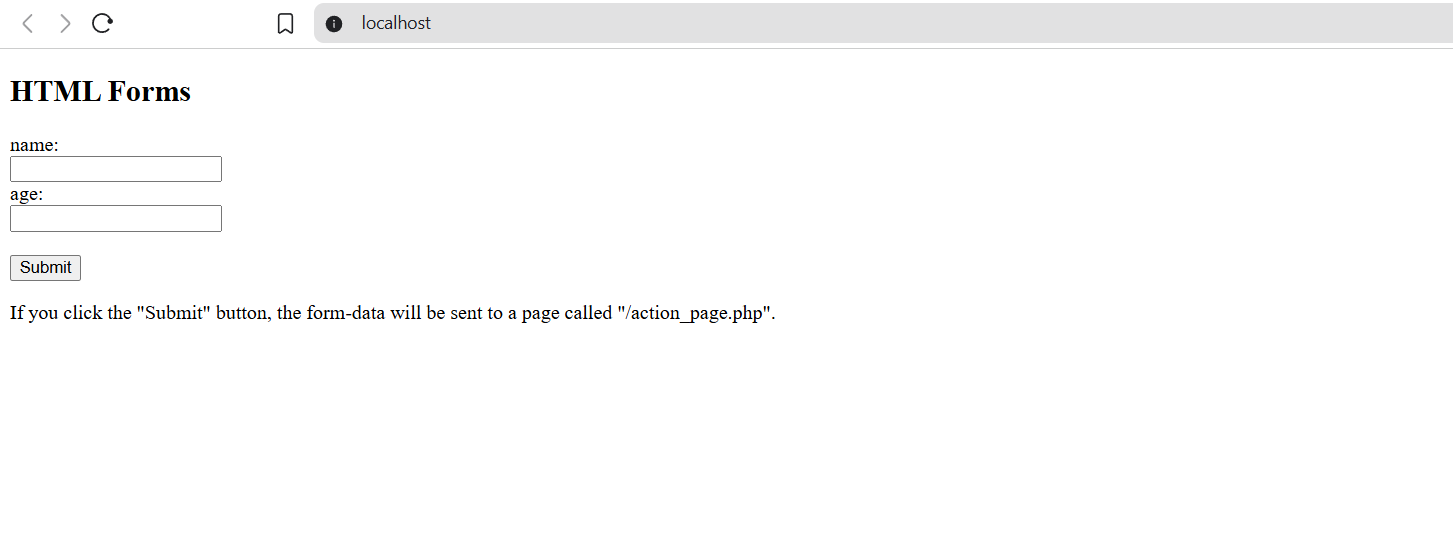 localhost
HTML Forms
name:
age:
Submit
If you click the "Submit" button, the form-data will be sent to a page called "/action_page.php".